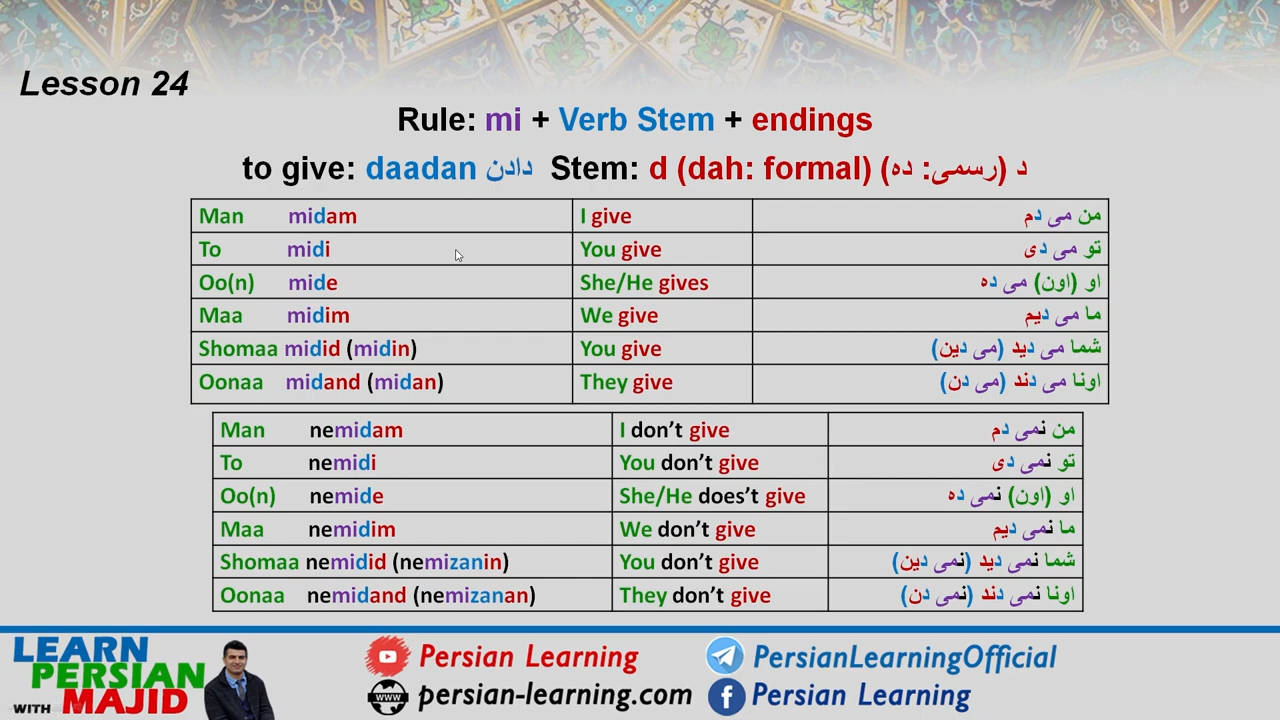 Lesson 24
Rule: mi + Verb Stem + endings
to give: daadan دادن Stem: d (dah: formal) د (رسمی: ده)
Man midam I give من می دم
To midi You give تو می دی
Oo(n) mide She/He gives او (اون) می ده
Maa midim We give ما می دیم
Shomaa midid (midin) You give شما می دید (می دین)
Oonaa midand (midan) They give اونا می دند (می دن)
Man nemidam I don't give من نمی دم
To nemidi You don't give تو نمی دی
Oo(n) nemide She/He does't give او (اون) نمی ده
Maa nemidim We don't give ما نمی دیم
Shomaa nemidid (nemizanin) You don't give شما نمی دید (نمی دین)
Oonaa nemidand (nemizanan) They don't give اونا نمی دند (نمی دن)
LEARN
PERSIAN
WITH MAJID
Persian Learning
PersianLearningOfficial
www
persian-learning.com
Persian Learning